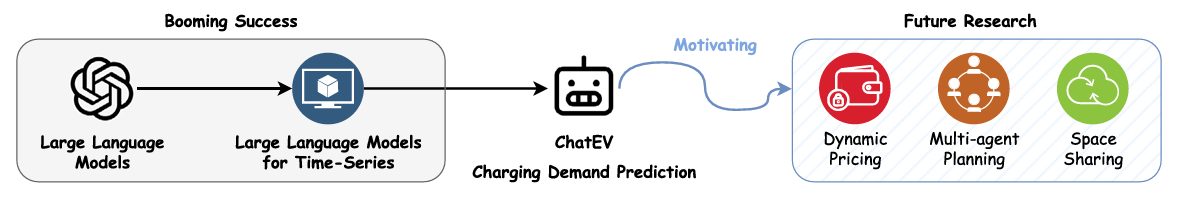 Booming Success
Large Language
Models
Large Language Models
for Time-Series
ChatEV
Charging Demand Prediction
Motivating
Future Research
Dynamic
Pricing
Multi-agent
Planning
Space
Sharing